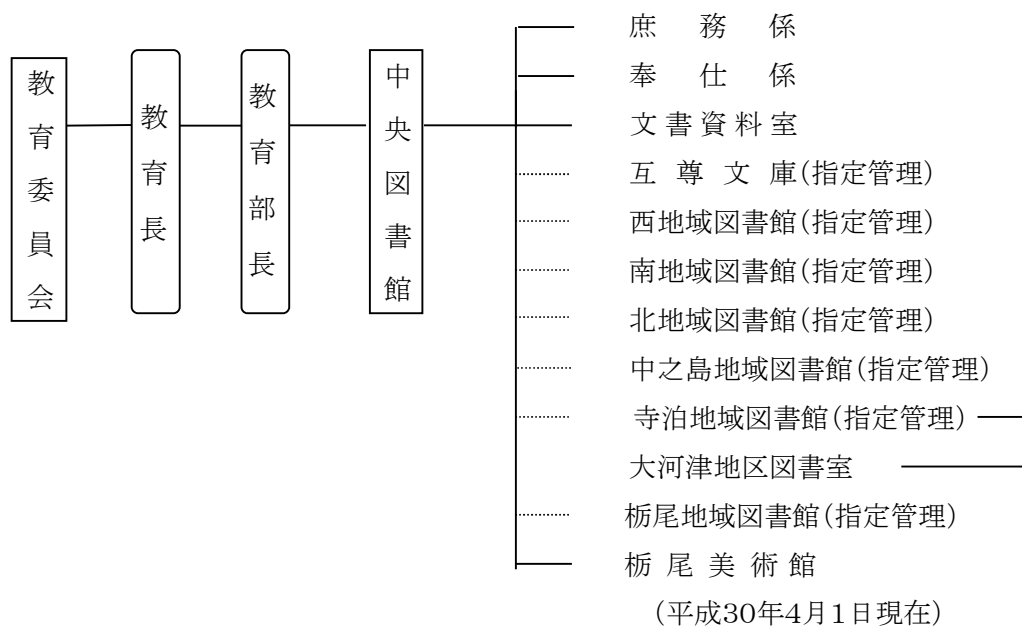 教育委員会
教育長
教育部長
中央図書館
庶務係
奉仕係
文書資料室
互尊文庫(指定管理)
西地域図書館(指定管理)
南地域図書館(指定管理)
北地域図書館(指定管理)
中之島地域図書館(指定管理)
寺泊地域図書館(指定管理)
大河津地区図書室
栃尾地域図書館(指定管理)
栃尾美術館
(平成30年4月1日現在)